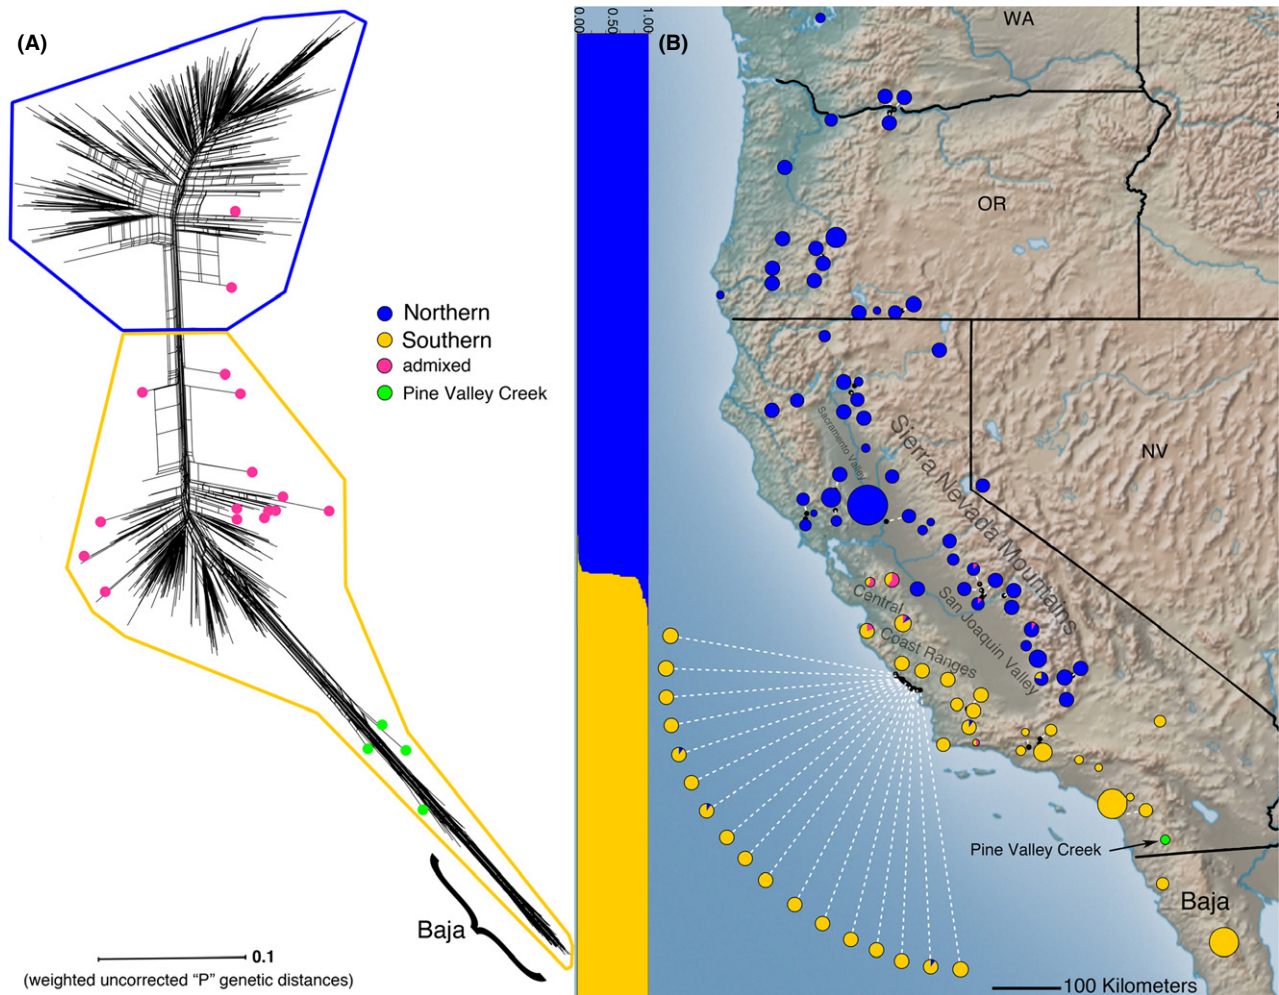 (A)
Northern
Southern
admixed
Pine Valley Creek
Baja
0.1
(weighted uncorrected “P” genetic distances)
0.00
0.50
1.00
(B)
WA
OR
NV
Sacramento Valley
Sierra Nevada Mountains
San Joaquin Valley
Central
Coast Ranges
Pine Valley Creek
Baja
100 Kilometers